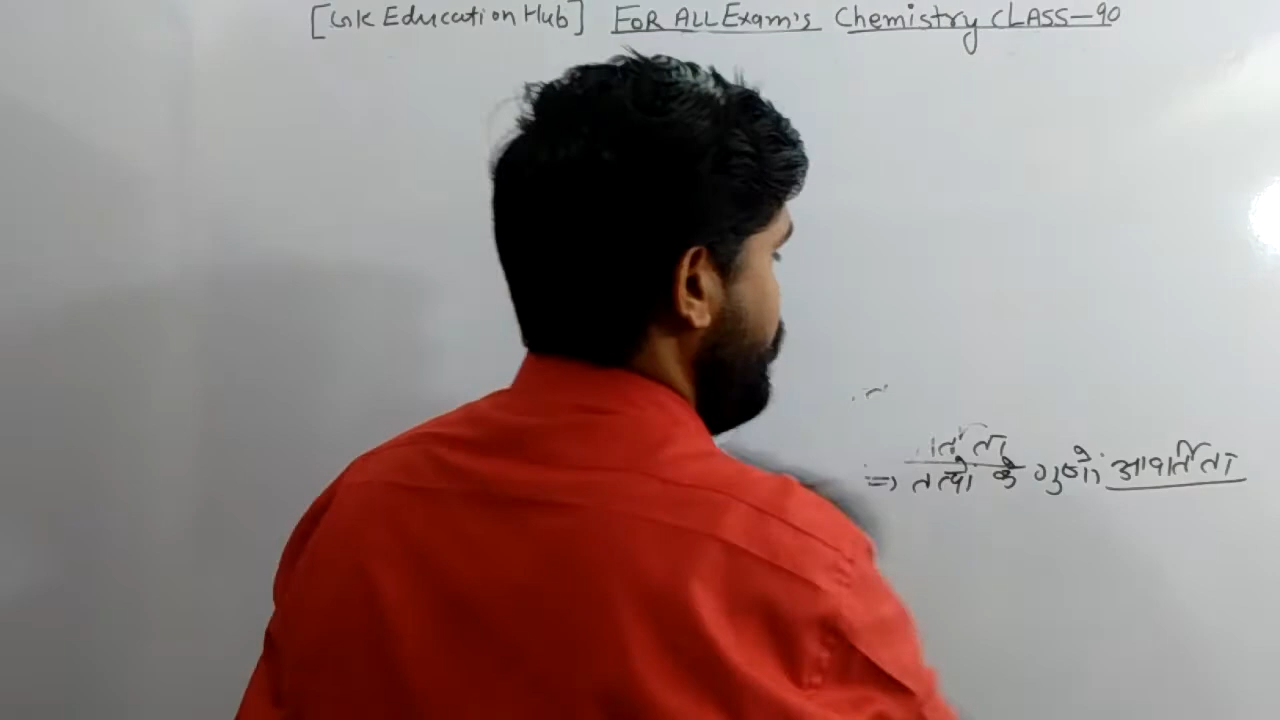 [Gk Education Hub] FOR ALL Exam's Chemistry CLASS-90
=> तत्वो के गुणों आवर्तिता